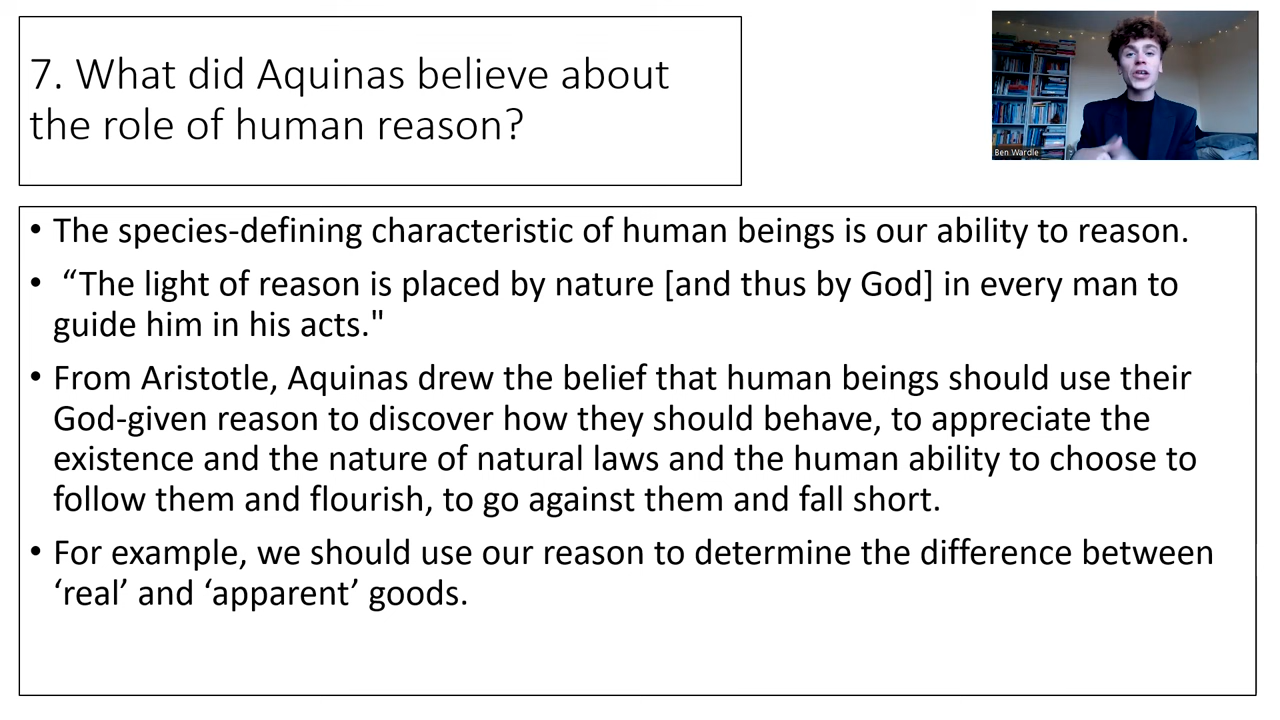 7. What did Aquinas believe about
the role of human reason?
Ben Wardle
• The species-defining characteristic of human beings is our ability to reason.
• “The light of reason is placed by nature [and thus by God] in every man to
guide him in his acts."
• From Aristotle, Aquinas drew the belief that human beings should use their
God-given reason to discover how they should behave, to appreciate the
existence and the nature of natural laws and the human ability to choose to
follow them and flourish, to go against them and fall short.
• For example, we should use our reason to determine the difference between
‘real’ and ‘apparent’ goods.